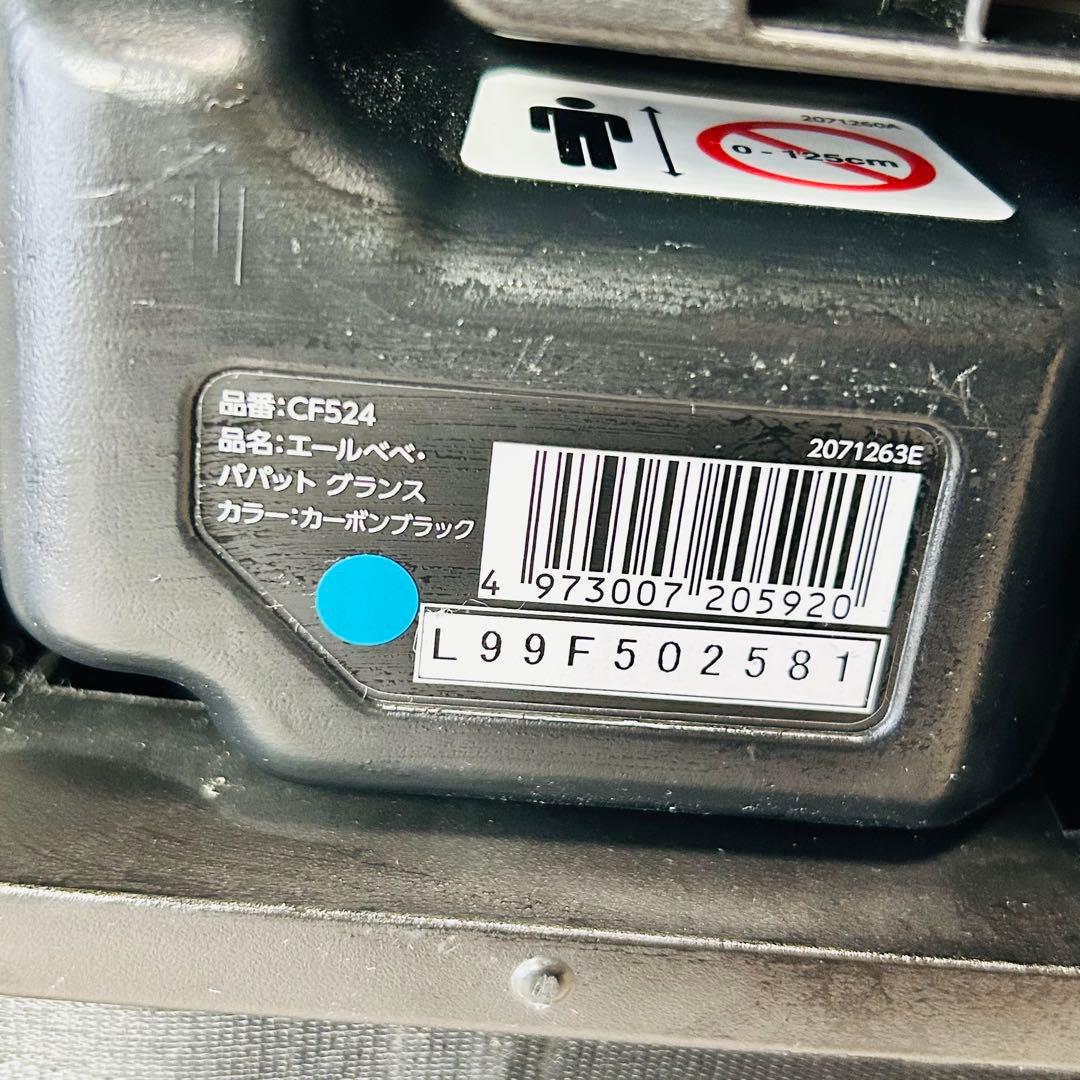 2071260A
0 - 125cm
品番:CF524
品名:エールベベ・
パパット グランス
カラー:カーボンブラック
2071263E
4 973007 205920
L99F502581